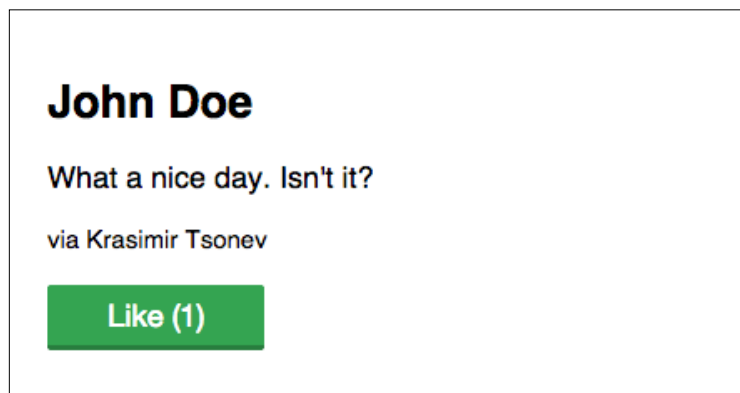 John Doe
What a nice day. Isn't it?
via Krasimir Tsonev
Like (1)